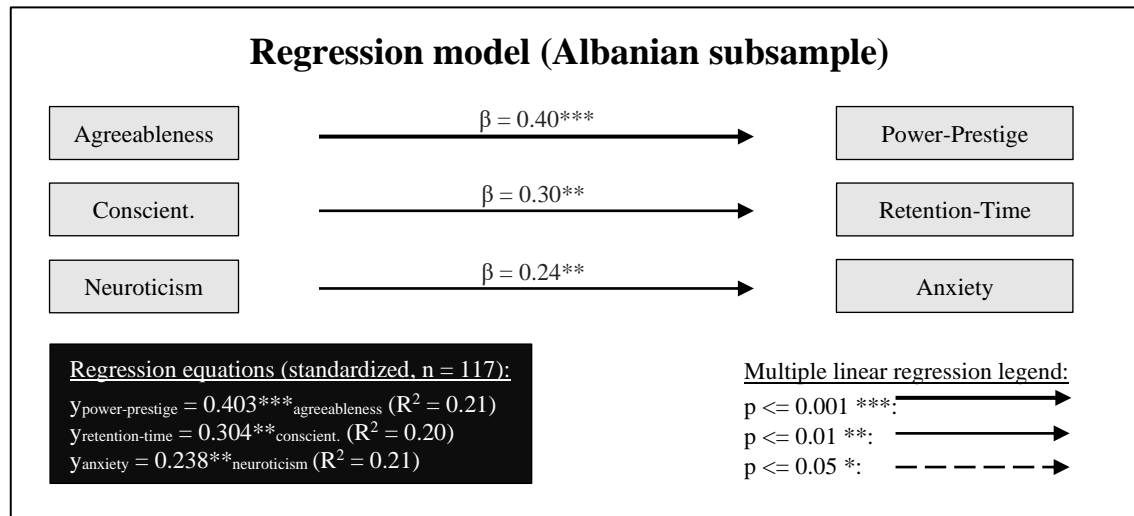 Regression model (Albanian subsample)
Agreeableness
β = 0.40***
Power-Prestige
Conscient.
β = 0.30**
Retention-Time
Neuroticism
β = 0.24**
Anxiety
Regression equations (standardized, n = 117):
ypower-prestige = 0.403***agreeableness (R2 = 0.21)
yretention-time = 0.304**conscient. (R2 = 0.20)
yanxiety = 0.238**neuroticism (R2 = 0.21)
Multiple linear regression legend:
p <= 0.001 ***:
p <= 0.01 **:
p <= 0.05 *: